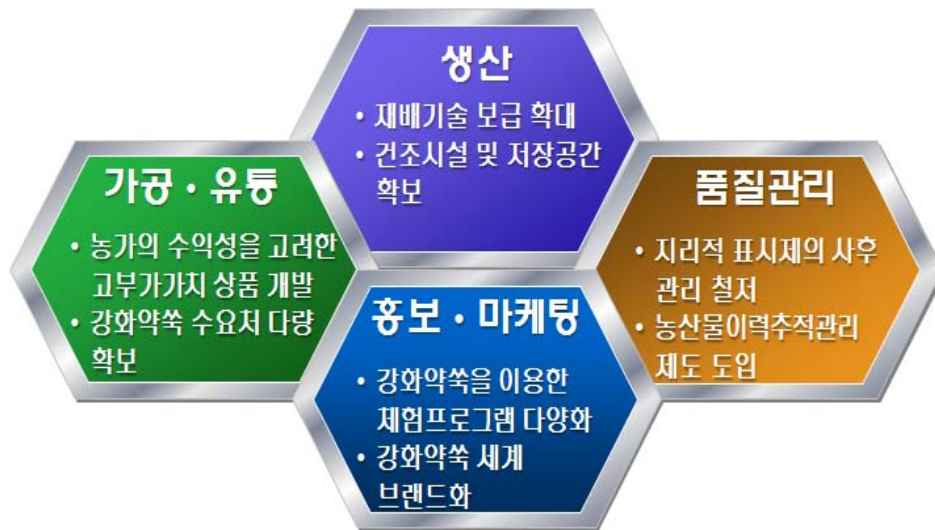 생산
• 재배기술 보급 확대
• 건조시설 및 저장공간
확보
가공 · 유통
• 농가의 수익성을 고려한
고부가가치 상품 개발
• 강화약쑥 수요처 다량
확보
품질관리
• 지리적 표시제의 사후
관리 철저
• 농산물이력추적관리
제도 도입
홍보 · 마케팅
• 강화약쑥을 이용한
체험프로그램 다양화
• 강화약쑥 세계
브랜드화